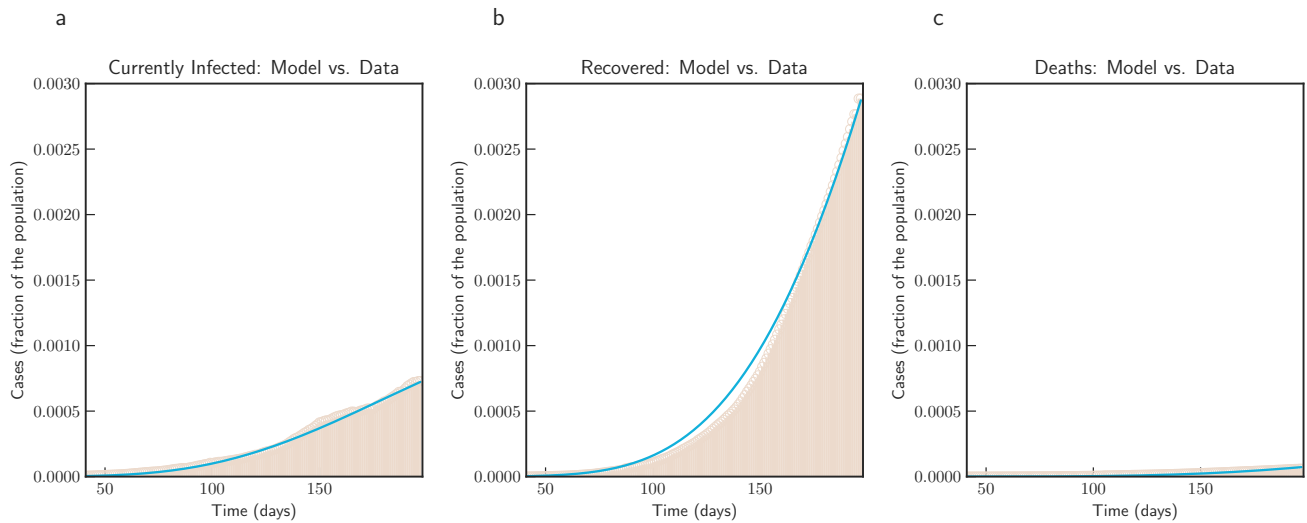 a
b
c
Currently Infected: Model vs. Data
Recovered: Model vs. Data
Deaths: Model vs. Data
Cases (fraction of the population)
0.0030
0.0025
0.0020
0.0015
0.0010
0.0005
0.0000
50
100
150
Time (days)
Cases (fraction of the population)
0.0030
0.0025
0.0020
0.0015
0.0010
0.0005
0.0000
50
100
150
Time (days)
Cases (fraction of the population)
0.0030
0.0025
0.0020
0.0015
0.0010
0.0005
0.0000
50
100
150
Time (days)